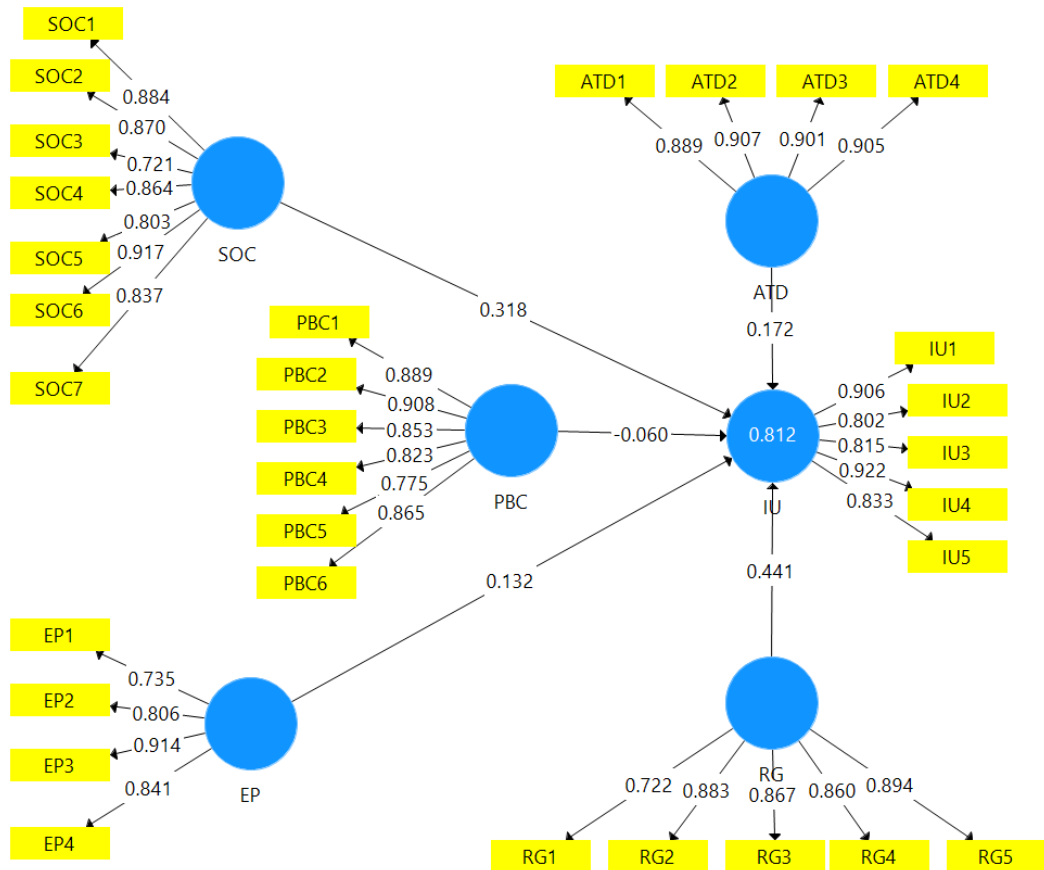 SOC1
SOC2
SOC3
SOC4
SOC5
SOC6
SOC7
0.884
0.870
0.721
0.864
0.803
0.917
0.837
SOC
ATD1 ATD2 ATD3 ATD4
0.889 0.907 0.901 0.905
ATD
0.318
0.172
PBC1
PBC2
PBC3
PBC4
PBC5
PBC6
0.889
0.908
0.853
0.823
0.775
0.865
PBC
-0.060
0.812
IU
IU1
IU2
IU3
IU4
IU5
0.906
0.802
0.815
0.922
0.833
0.132
0.441
EP1
EP2
EP3
EP4
0.735
0.806
0.914
0.841
EP
RG
0.722 0.883 0.867 0.860 0.894
RG1 RG2 RG3 RG4 RG5